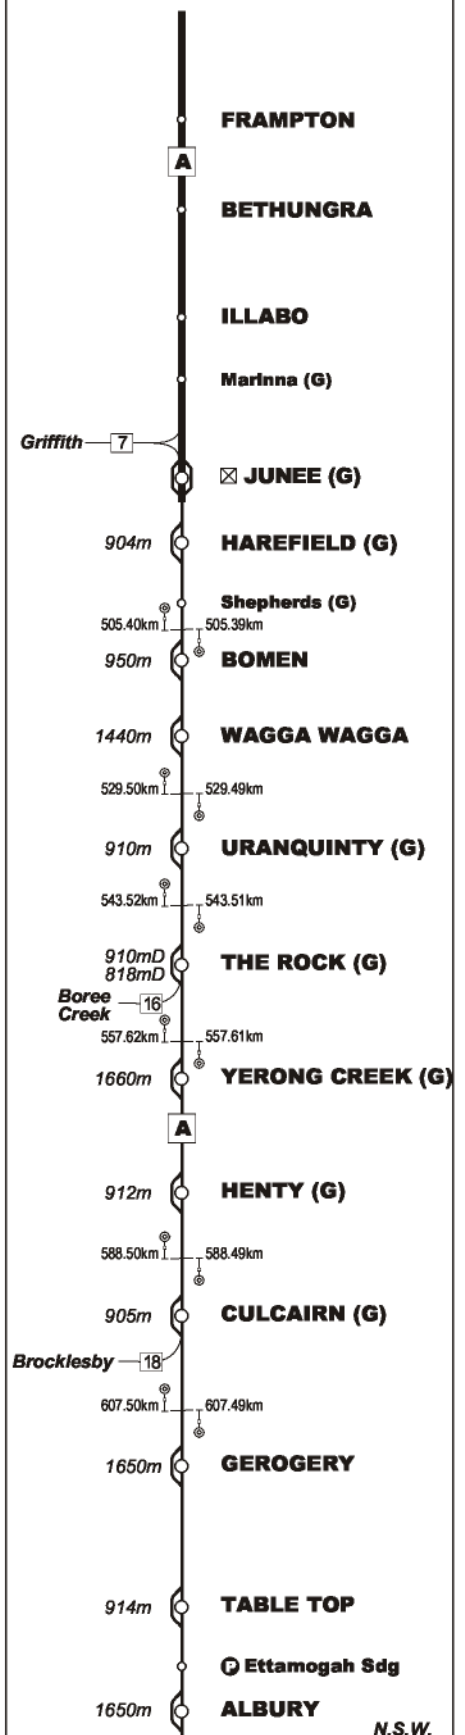 FRAMPTON
A
BETHUNGRA
ILLABO
Marinna (G)
Griffith 7
JUNEE (G)
904m HAREFIELD (G)
Shepherds (G)
505.40km 505.39km
950m BOMEN
1440m WAGGA WAGGA
529.50km 529.49km
910m URANQUINTY (G)
543.52km 543.51km
910mD
818mD
THE ROCK (G)
Boree
Creek
16
557.62km 557.61km
1660m YERONG CREEK (G)
A
912m HENTY (G)
588.50km 588.49km
905m CULCAIRN (G)
Brocklesby 18
607.50km 607.49km
1650m GEROGERY
914m TABLE TOP
P Ettamogah Sdg
1650m ALBURY
N.S.W.